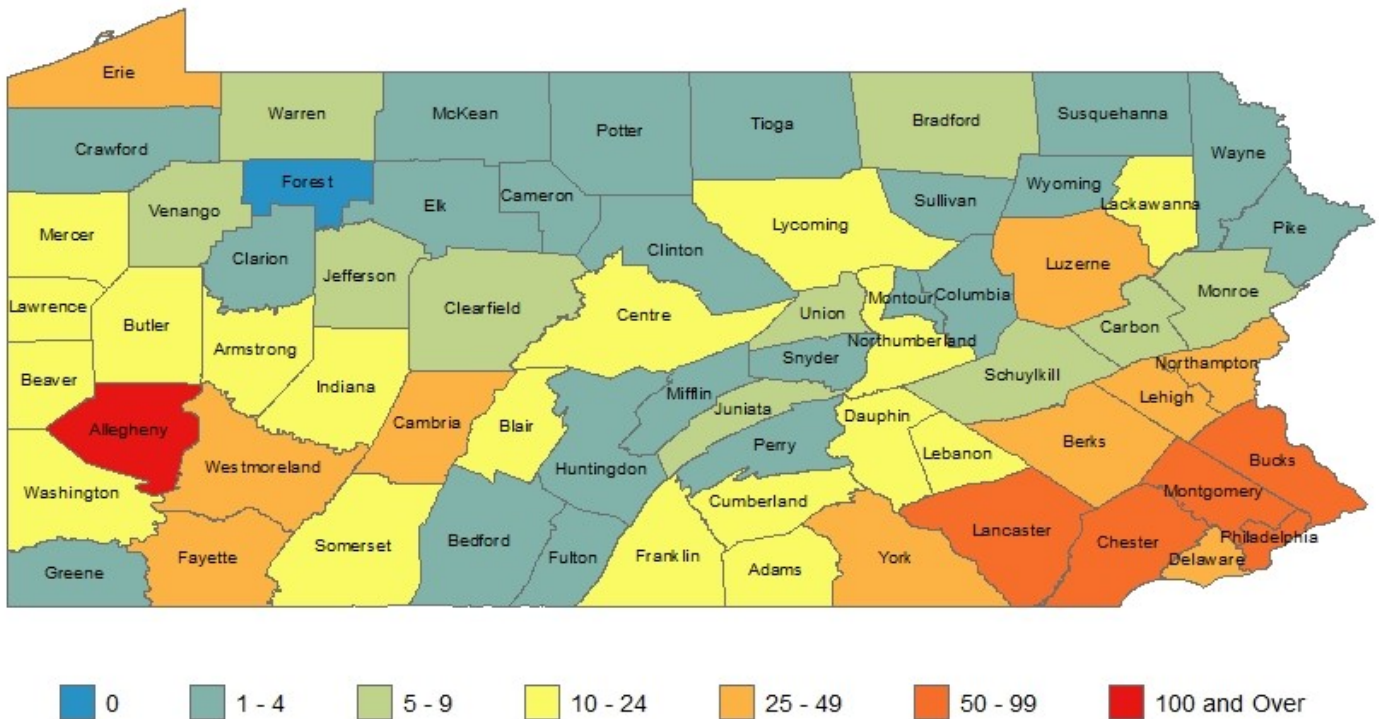 Erie
Warren
McKean
Potter
Tioga
Bradford
Susquehanna
Wayne
Crawford
Forest
Elk
Cameron
Sullivan
Wyoming
Lackawanna
Pike
Venango
Mercer
Clarion
Jefferson
Clinton
Lycoming
Luzerne
Monroe
Lawrence
Butler
Clearfield
Centre
Union
Montour
Columbia
Carbon
Armstrong
Indiana
Snyder
Northumberland
Schuylkill
Northampton
Lehigh
Beaver
Mifflin
Juniata
Dauphin
Allegheny
Cambria
Blair
Perry
Lebanon
Berks
Bucks
Washington
Westmoreland
Huntingdon
Cumberland
Montgomery
Greene
Fayette
Somerset
Bedford
Fulton
Franklin
Adams
York
Lancaster
Chester
Philadelphia
Delaware
0 1 - 4 5 - 9 10 - 24 25 - 49 50 - 99 100 and Over